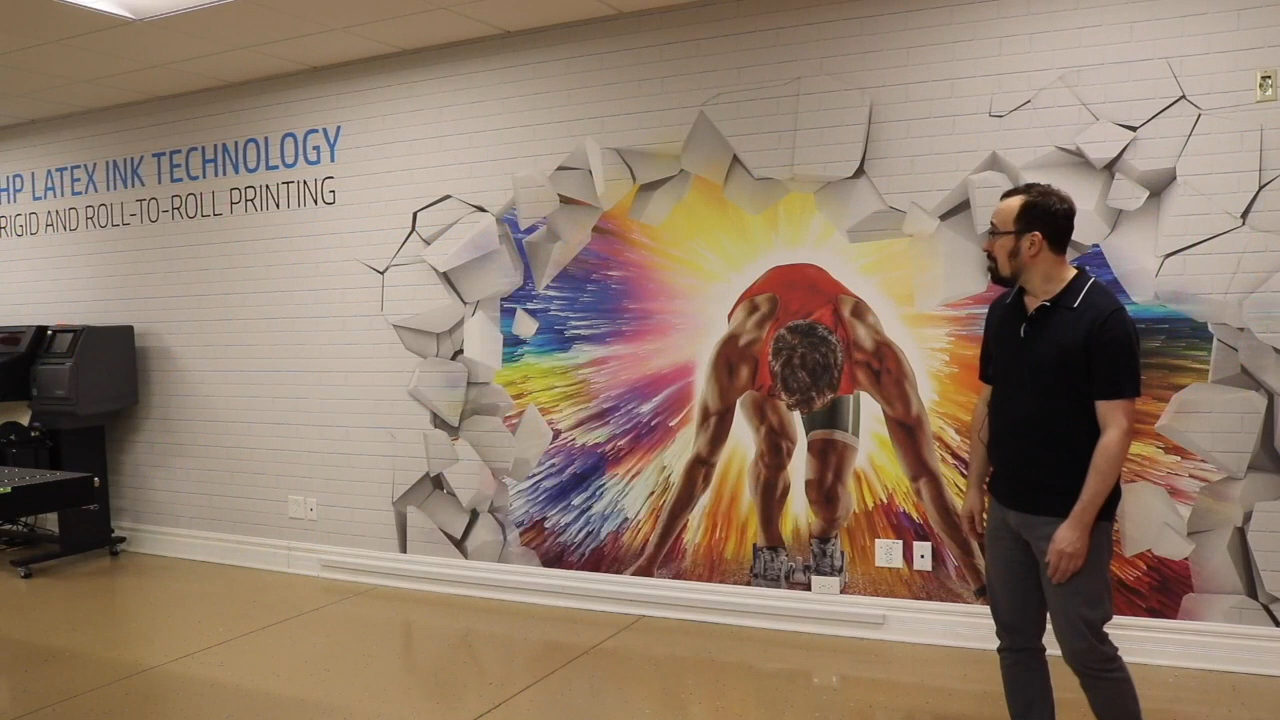 HP LATEX INK TECHNOLOGY
RIGID AND ROLL-TO-ROLL PRINTING